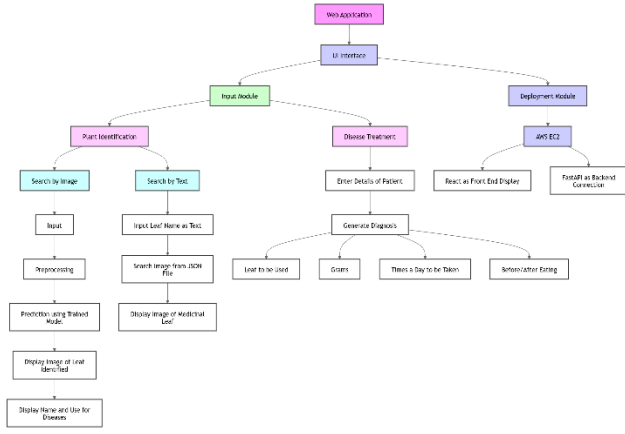 Web Application
UI Interface
Input Module
Deployment Module
Plant Identification
Disease Treatment
AWS EC2
Search by Image
Search by Text
Enter Details of Patient
React as Front End Display
FastAPI as Backend
Connection
Input
Input Leaf Name as Text
Generate Diagnosis
Preprocessing
Search Image from JSON
File
Leaf to be Used
Grams
Times a Day to be Taken
Before/After Eating
Prediction using Trained
Model
Display Image of Medicinal
Leaf
Display Image of Leaf
Identified
Display Name and Use for
Diseases